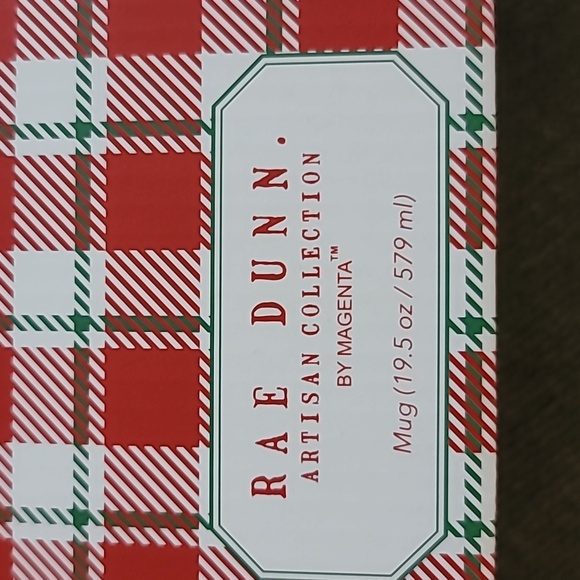 RAE DUNN.
ARTISAN COLLECTION
BY MAGENTA™
Mug (19.5 oz / 579 ml)